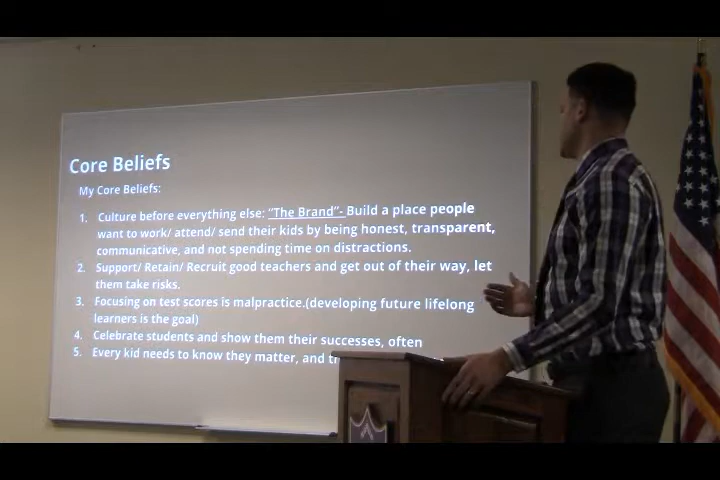 Core Beliefs
My Core Beliefs:
1. Culture before everything else: "The Brand"- Build a place people
want to work/ attend/ send their kids by being honest, transparent,
communicative, and not spending time on distractions.
2. Support/ Retain/ Recruit good teachers and get out of their way, let
them take risks.
3. Focusing on test scores is malpractice.(developing future lifelong
learners is the goal)
4. Celebrate students and show them their successes, often
5. Every kid needs to know they matter, and